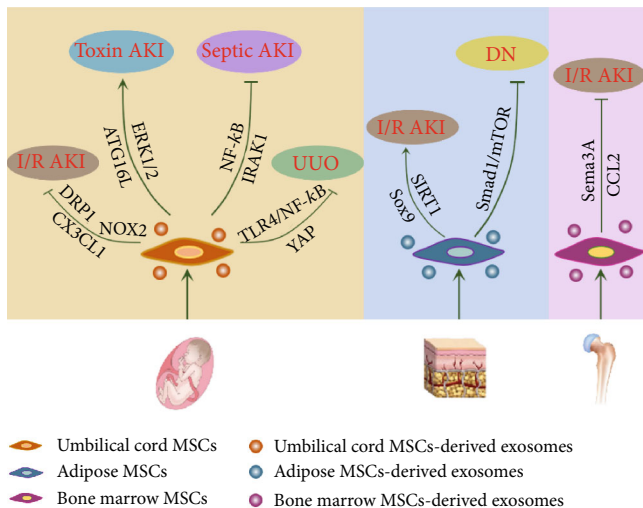 Toxin AKI
Septic AKI
DN
I/R AKI
I/R AKI
I/R AKI
UUO
ERK1/2
ATG16L
NF-kB
IRAK1
DRP1
NOX2
CX3CL1
TLR4/NF-kB
YAP
SIRT1
Sox9
Smad1/mTOR
Sema3A
CCL2
Umbilical cord MSCs
Umbilical cord MSCs-derived exosomes
Adipose MSCs
Adipose MSCs-derived exosomes
Bone marrow MSCs
Bone marrow MSCs-derived exosomes